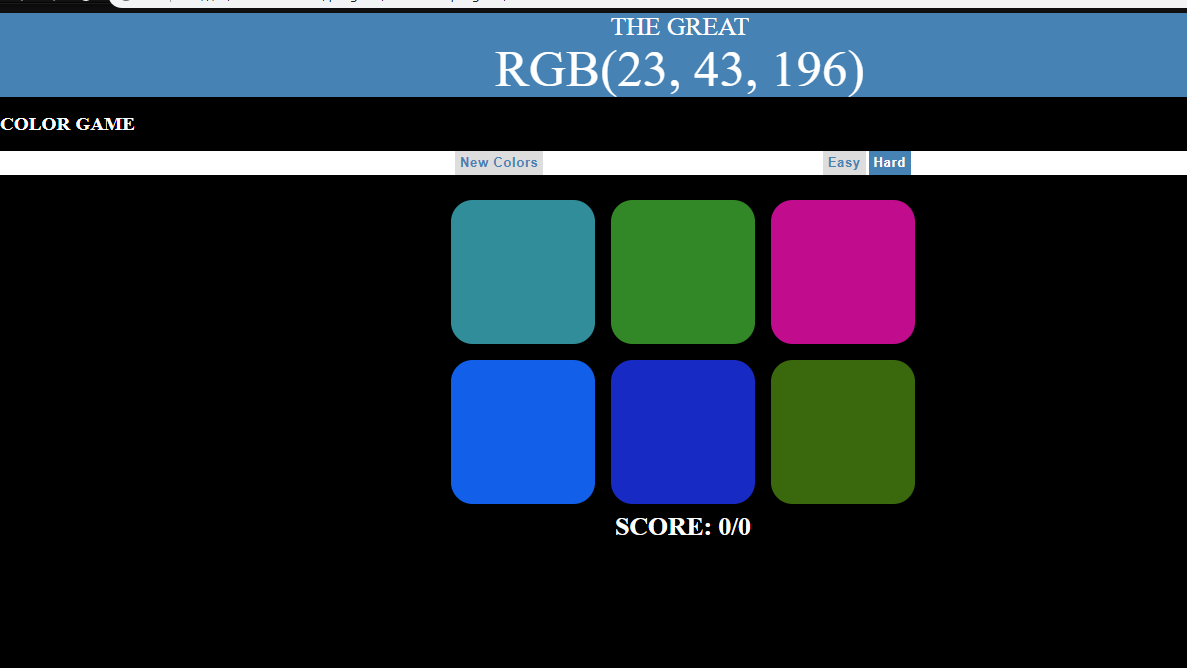 THE GREAT
RGB(23, 43, 196)
COLOR GAME
New Colors Easy Hard
SCORE: 0/0